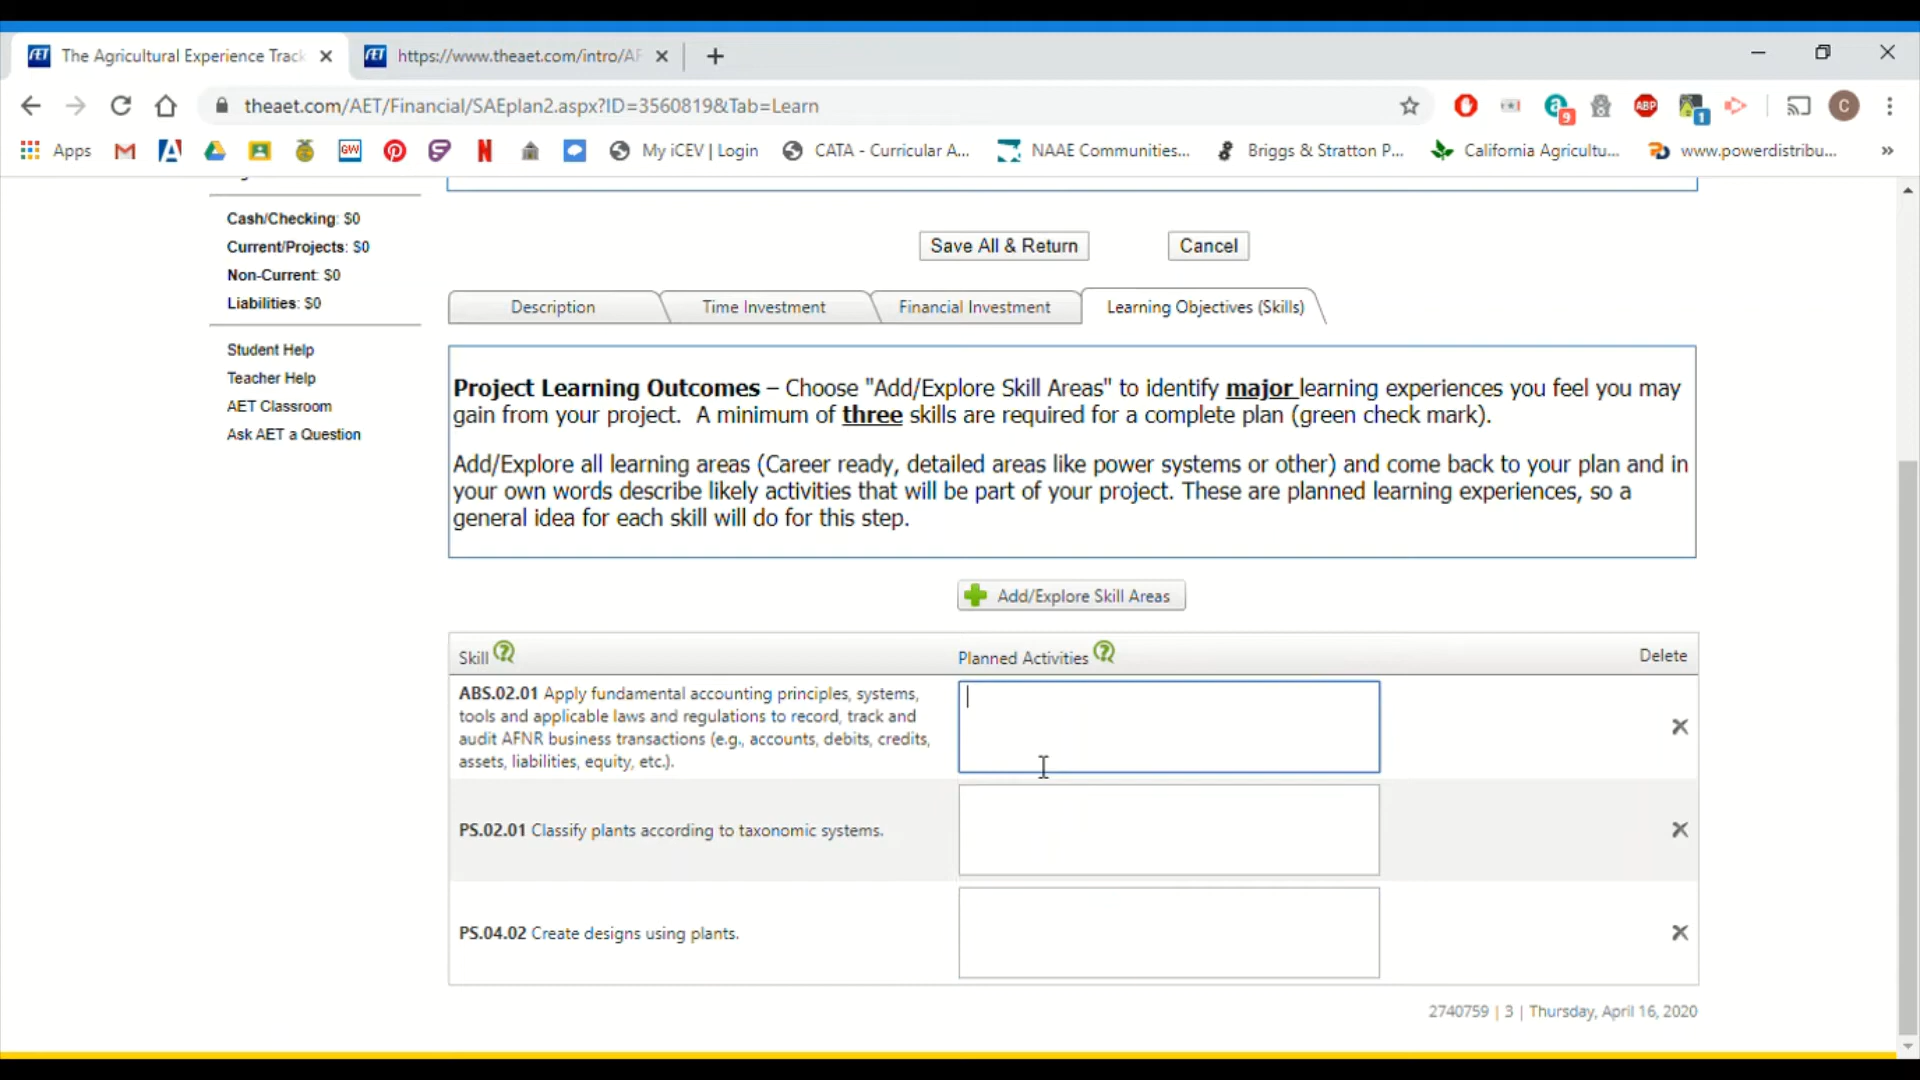 The Agricultural Experience Track
https://www.theaet.com/intro/AF
theaet.com/AET/Financial/SAEplan2.aspx?ID=3560819&Tab=Learn
9
ABP
1
C
Apps
GW
My iCEV | Login
CATA - Curricular A...
NAAE Communities...
Briggs & Stratton P...
California Agricultu...
www.powerdistribu...
Cash/Checking: $0
Current/Projects: $0
Non-Current: $0
Liabilities: $0
Student Help
Teacher Help
AET Classroom
Ask AET a Question
Save All & Return
Cancel
Description
Time Investment
Financial Investment
Learning Objectives (Skills)
Project Learning Outcomes – Choose "Add/Explore Skill Areas" to identify major learning experiences you feel you may
gain from your project. A minimum of three skills are required for a complete plan (green check mark).
Add/Explore all learning areas (Career ready, detailed areas like power systems or other) and come back to your plan and in
your own words describe likely activities that will be part of your project. These are planned learning experiences, so a
general idea for each skill will do for this step.
Add/Explore Skill Areas
Skill
Planned Activities
Delete
ABS.02.01 Apply fundamental accounting principles, systems,
tools and applicable laws and regulations to record, track and
audit AFNR business transactions (e.g., accounts, debits, credits,
assets, liabilities, equity, etc.).
PS.02.01 Classify plants according to taxonomic systems.
PS.04.02 Create designs using plants.
2740759 | 3 | Thursday, April 16, 2020